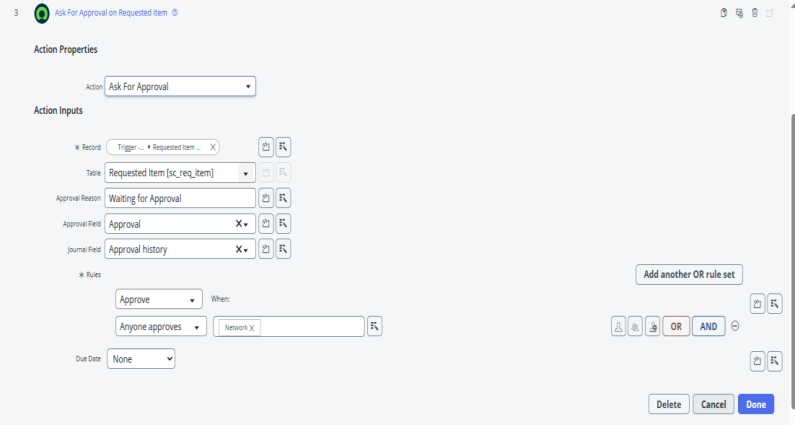 3 Ask For Approval on Requested Item
Action Properties
Action Ask For Approval
Action Inputs
* Record Trigger -... ▸ Requested Item ... X
Table Requested Item [sc_req_item]
Approval Reason Waiting for Approval
Approval Field Approval X
Journal Field Approval history X
* Rules Add another OR rule set
Approve When:
Anyone approves Network X OR AND
Due Date None
Delete Cancel Done